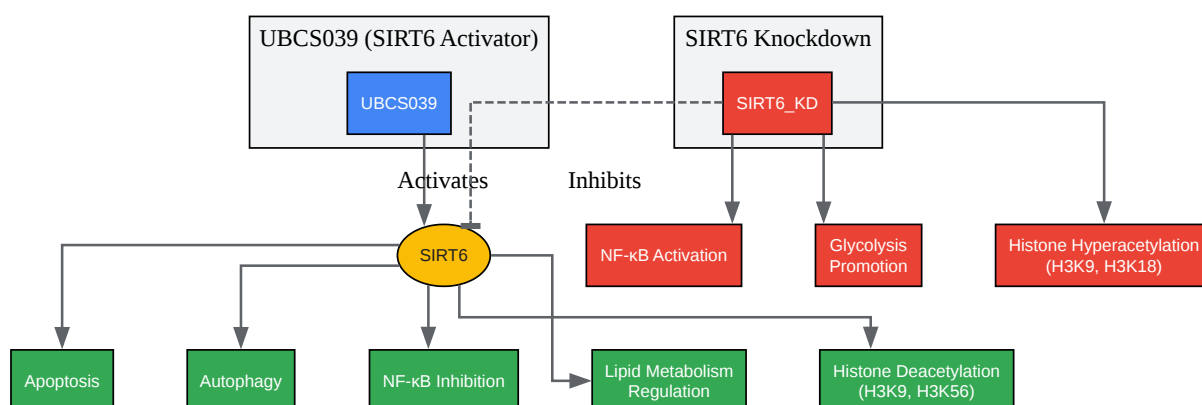 UBCS039 (SIRT6 Activator)
SIRT6 Knockdown
UBCS039
SIRT6_KD
Activates
Inhibits
SIRT6
NF-κB Activation
Glycolysis
Promotion
Histone Hyperacetylation
(H3K9, H3K18)
Apoptosis
Autophagy
NF-κB Inhibition
Lipid Metabolism
Regulation
Histone Deacetylation
(H3K9, H3K56)